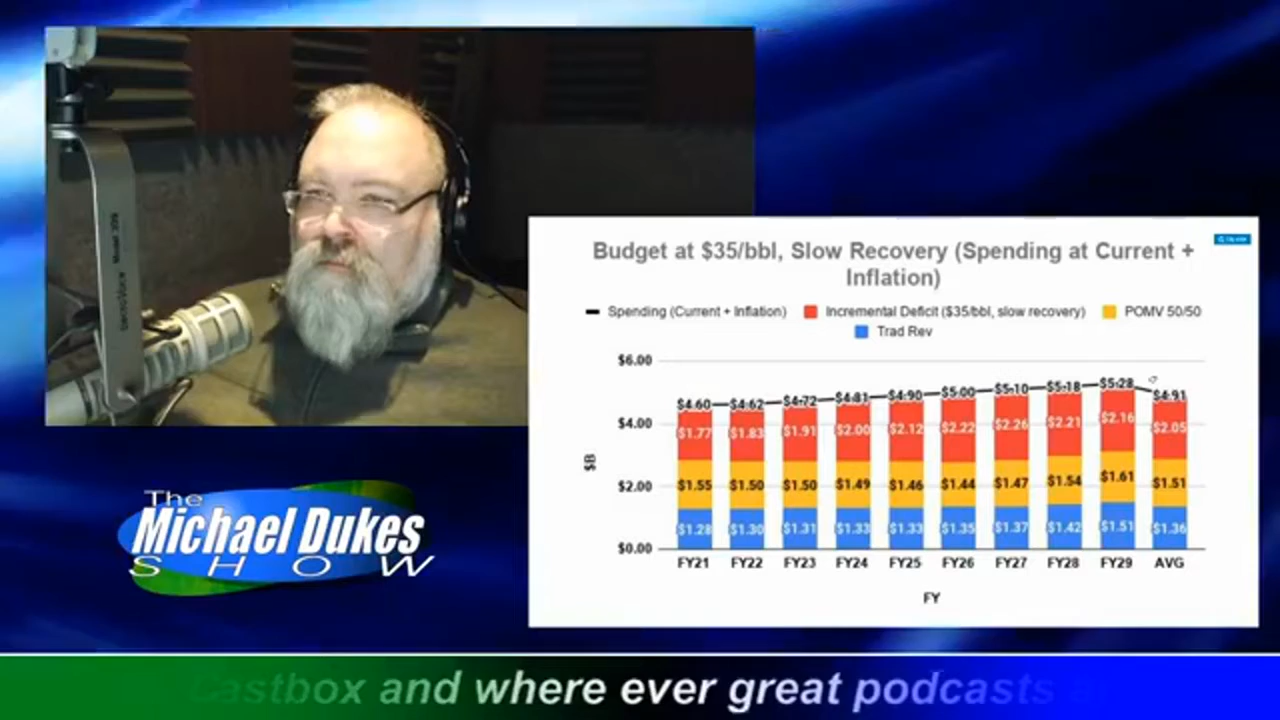 Budget at $35/bbl, Slow Recovery (Spending at Current +
Inflation)
Spending (Current + Inflation) Incremental Deficit ($35/bbl, slow recovery) POMV 50/50
Trad Rev
$6.00
$4.00
$2.00
$0.00
$B
$4.60 $4.62 $4.72 $4.81 $4.90 $5.00 $5.10 $5.18 $5.28 $4.91
$1.77 $1.83 $1.91 $2.00 $2.12 $2.22 $2.26 $2.21 $2.16 $2.05
$1.55 $1.50 $1.50 $1.49 $1.46 $1.44 $1.47 $1.54 $1.61 $1.51
$1.28 $1.30 $1.31 $1.33 $1.33 $1.35 $1.37 $1.42 $1.51 $1.36
FY21 FY22 FY23 FY24 FY25 FY26 FY27 FY28 FY29 AVG
FY
The
Michael Dukes
SHOW
Castbox and where ever great podcasts